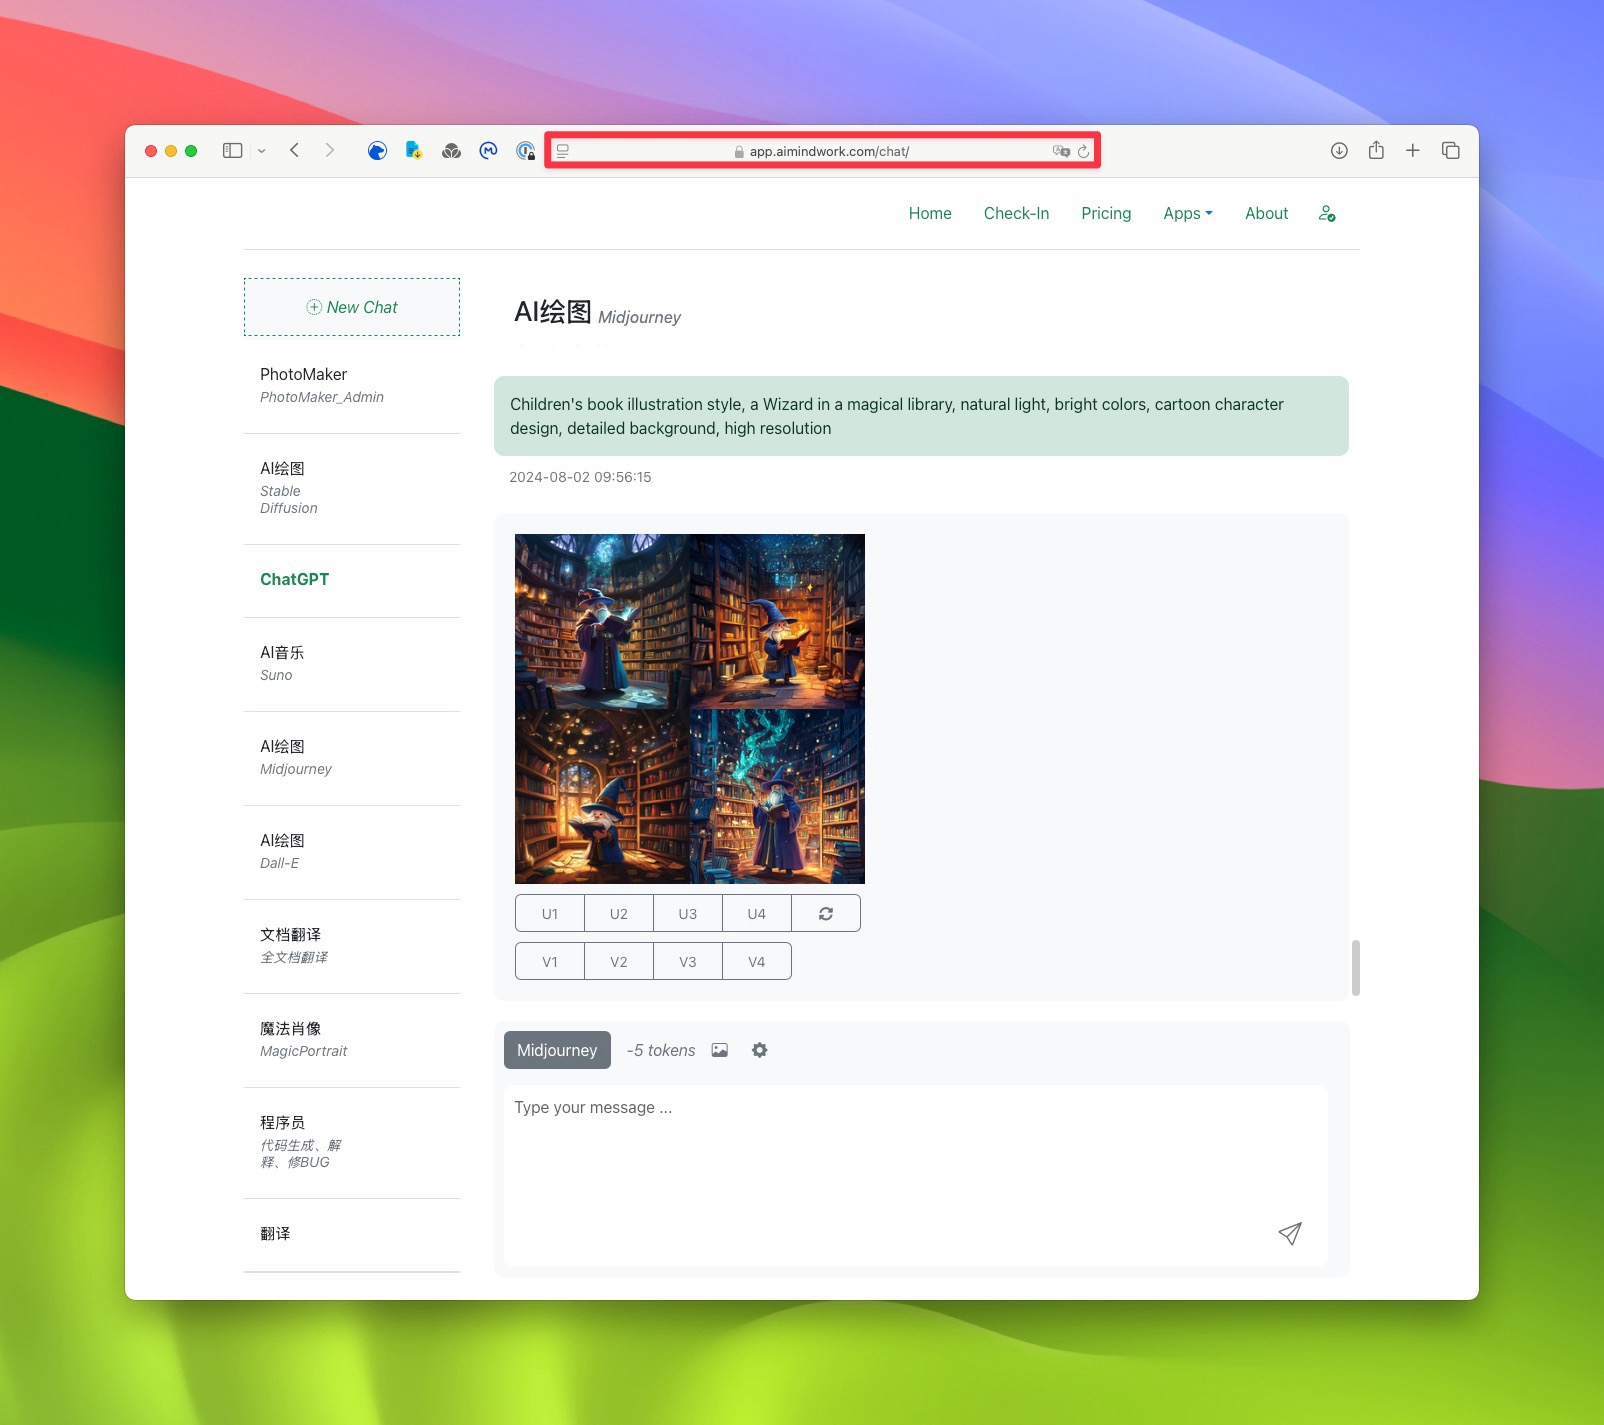 app.aimindwork.com/chat/
Home Check-In Pricing Apps About
New Chat
PhotoMaker
PhotoMaker_Admin
AI绘图
Stable
Diffusion
ChatGPT
AI音乐
Suno
AI绘图
Midjourney
AI绘图
Dall-E
文档翻译
全文档翻译
魔法肖像
MagicPortrait
程序员
代码生成、解
释、修BUG
翻译
AI绘图 Midjourney
Children's book illustration style, a Wizard in a magical library, natural light, bright colors, cartoon character
design, detailed background, high resolution
2024-08-02 09:56:15
U1 U2 U3 U4
V1 V2 V3 V4
Midjourney -5 tokens
Type your message ...